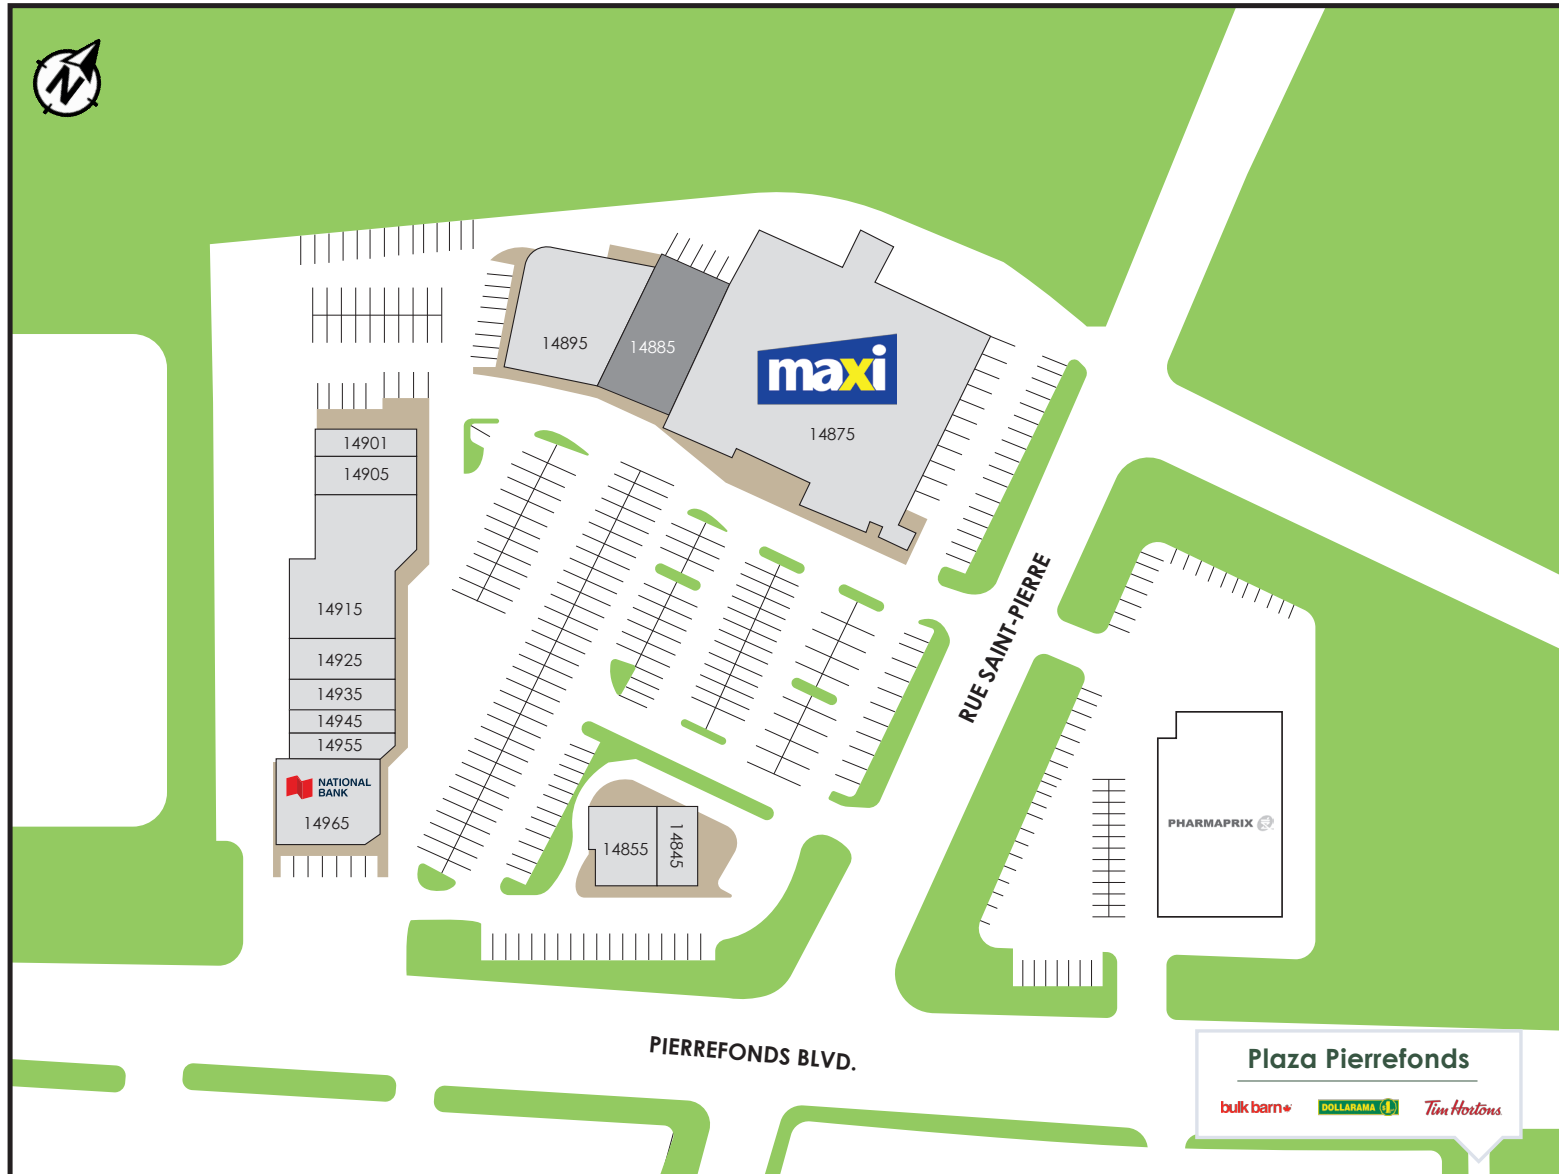 N
14895
14885
maxi
14875
14901
14905
14915
14925
14935
14945
14955
NATIONAL
BANK
14965
14855
14845
RUE SAINT-PIERRE
PHARMAPRIX
PIERREFONDS BLVD.
Plaza Pierrefonds
bulk barn
DOLLARAMA
Tim Hortons